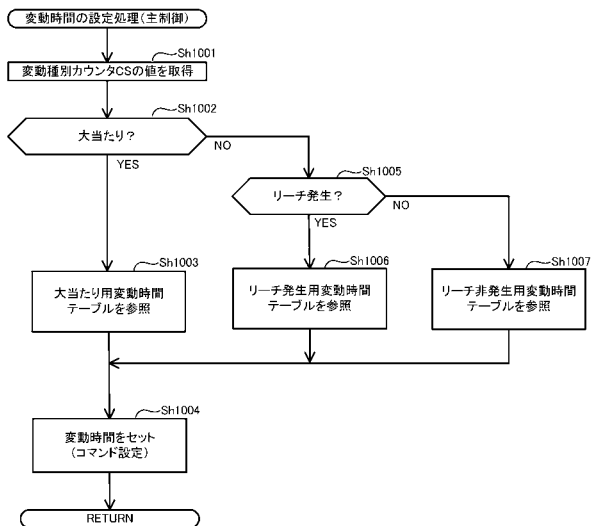 変動時間の設定処理(主制御)
Sh1001
変動種別カウンタCSの値を取得
Sh1002
大当たり?
NO
YES
Sh1005
リーチ発生?
NO
YES
Sh1003
大当たり用変動時間
テーブルを参照
Sh1006
リーチ発生用変動時間
テーブルを参照
Sh1007
リーチ非発生用変動時間
テーブルを参照
Sh1004
変動時間をセット
(コマンド設定)
RETURN